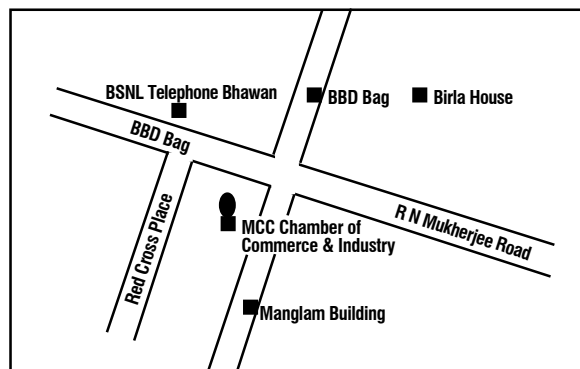 BSNL Telephone Bhawan
BBD Bag
Birla House
BBD Bag
Red Cross Place
MCC Chamber of
Commerce & Industry
R N Mukherjee Road
Manglam Building